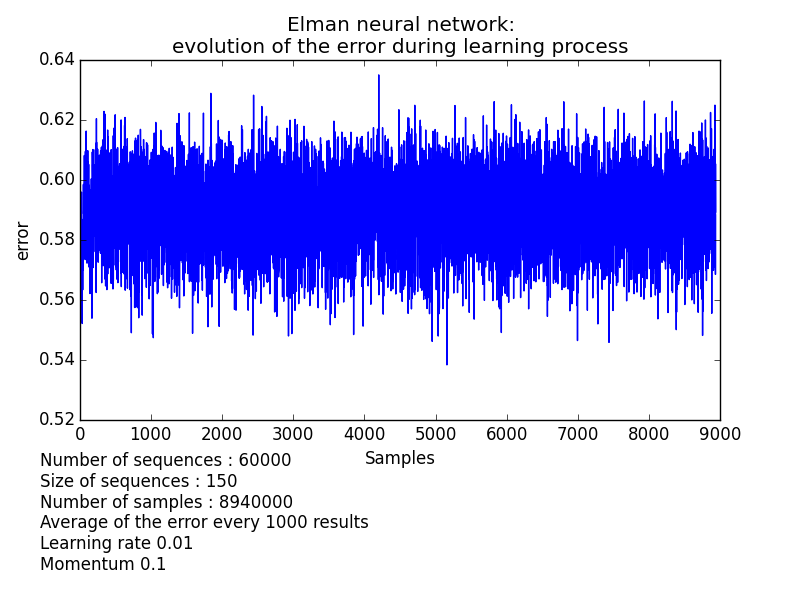 Elman neural network:
evolution of the error during learning process
0.64
0.62
0.60
0.58
0.56
0.54
0.52
error
0 1000 2000 3000 4000 5000 6000 7000 8000 9000
Samples
Number of sequences : 60000
Size of sequences : 150
Number of samples : 8940000
Average of the error every 1000 results
Learning rate 0.01
Momentum 0.1